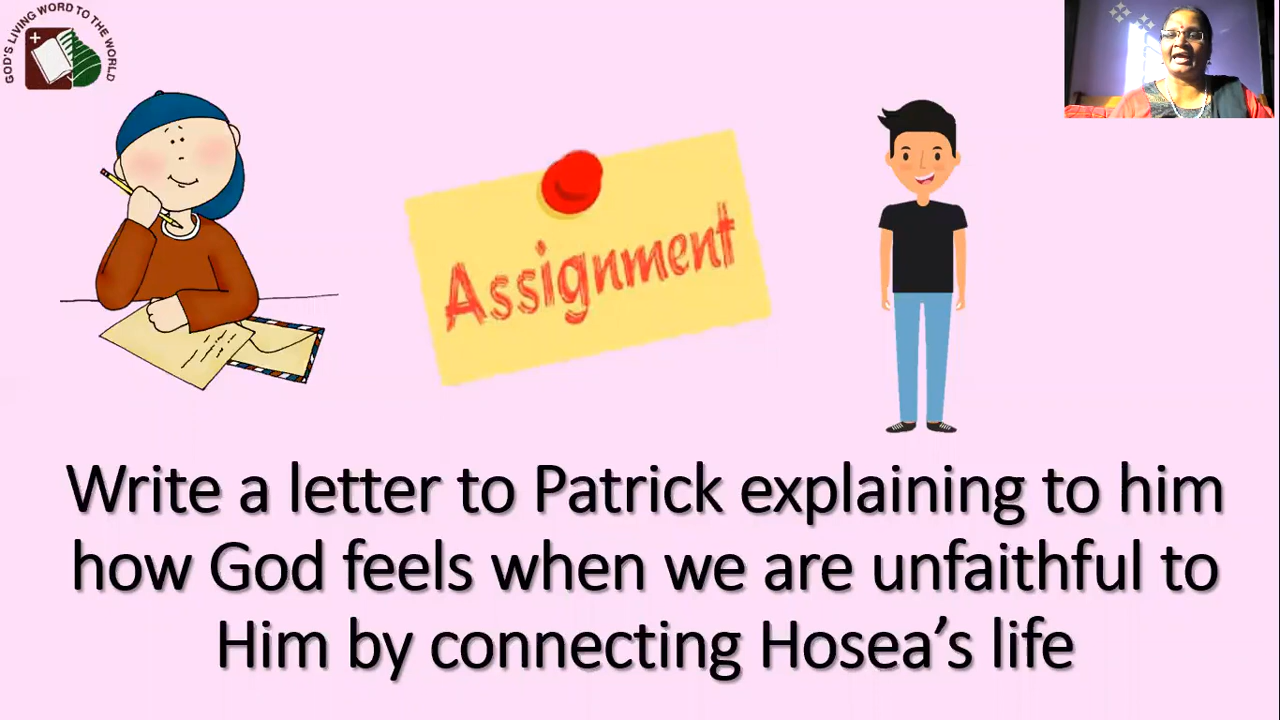 GOD'S LIVING WORD TO THE WORLD
Assignment
Write a letter to Patrick explaining to him
how God feels when we are unfaithful to
Him by connecting Hosea’s life